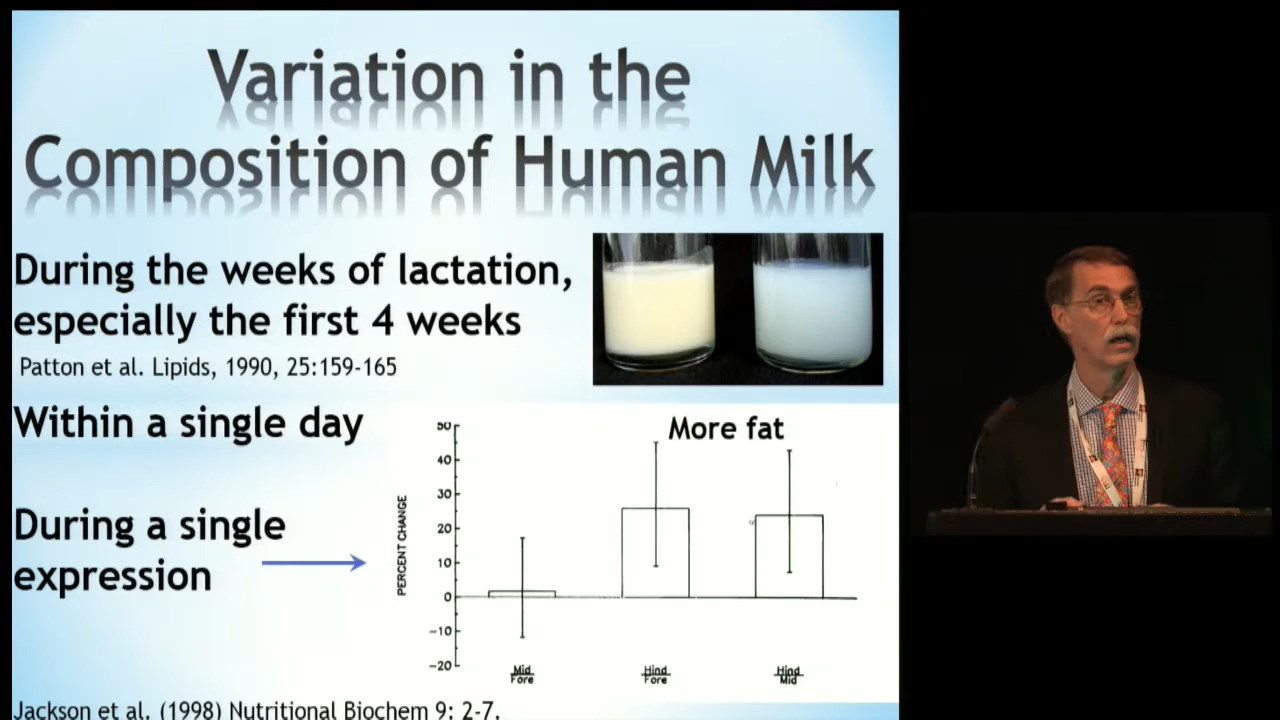 Variation in the
Composition of Human Milk
During the weeks of lactation,
especially the first 4 weeks
Patton et al. Lipids, 1990, 25:159-165
Within a single day
During a single
expression
More fat
50
40
30
20
10
0
-10
-20
PERCENT CHANGE
Mid
Fore
Hind
Fore
Hind
Mid
Jackson et al. (1998) Nutritional Biochem 9: 2-7.